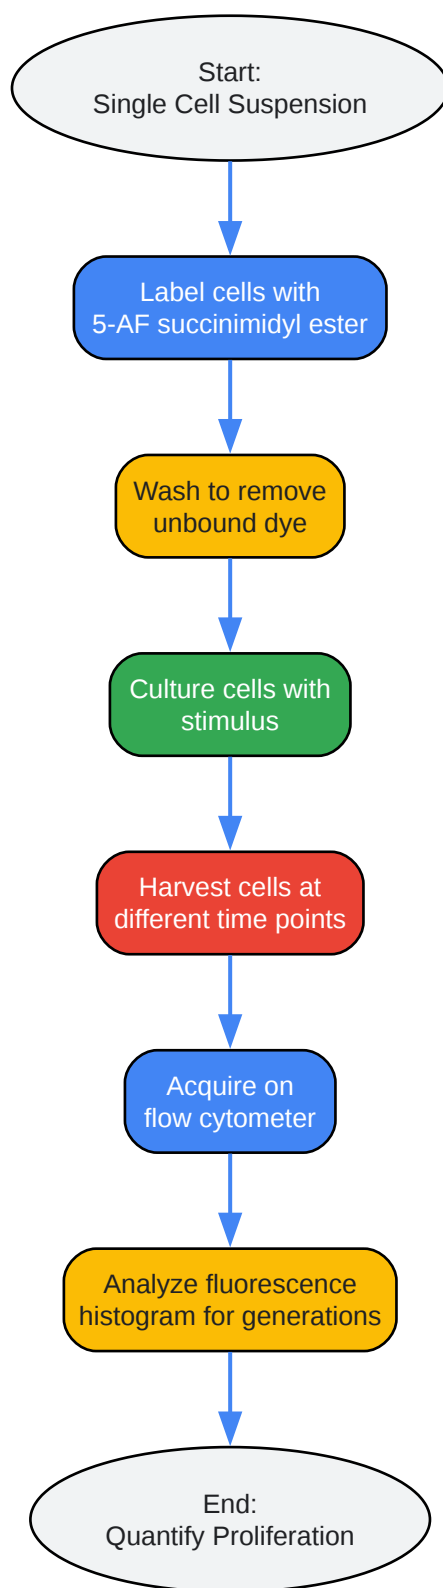 Start:
Single Cell Suspension
Label cells with
5-AF succinimidyl ester
Wash to remove
unbound dye
Culture cells with
stimulus
Harvest cells at
different time points
Acquire on
flow cytometer
Analyze fluorescence
histogram for generations
End:
Quantify Proliferation